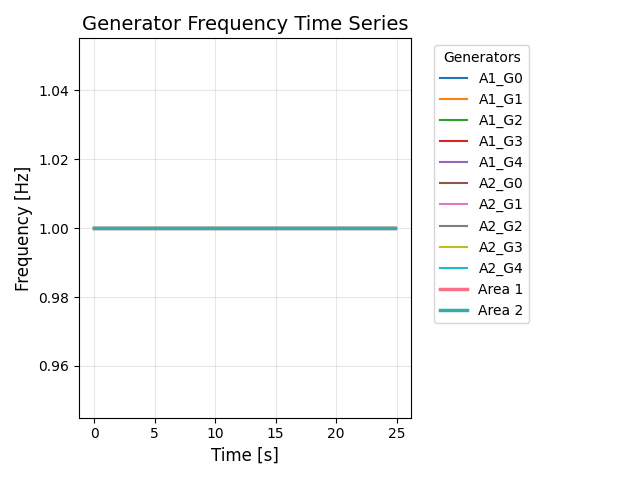 Generator Frequency Time Series
Frequency [Hz]
1.04
1.02
1.00
0.98
0.96
0
5
10
15
20
25
Time [s]
Generators
A1_G0
A1_G1
A1_G2
A1_G3
A1_G4
A2_G0
A2_G1
A2_G2
A2_G3
A2_G4
Area 1
Area 2